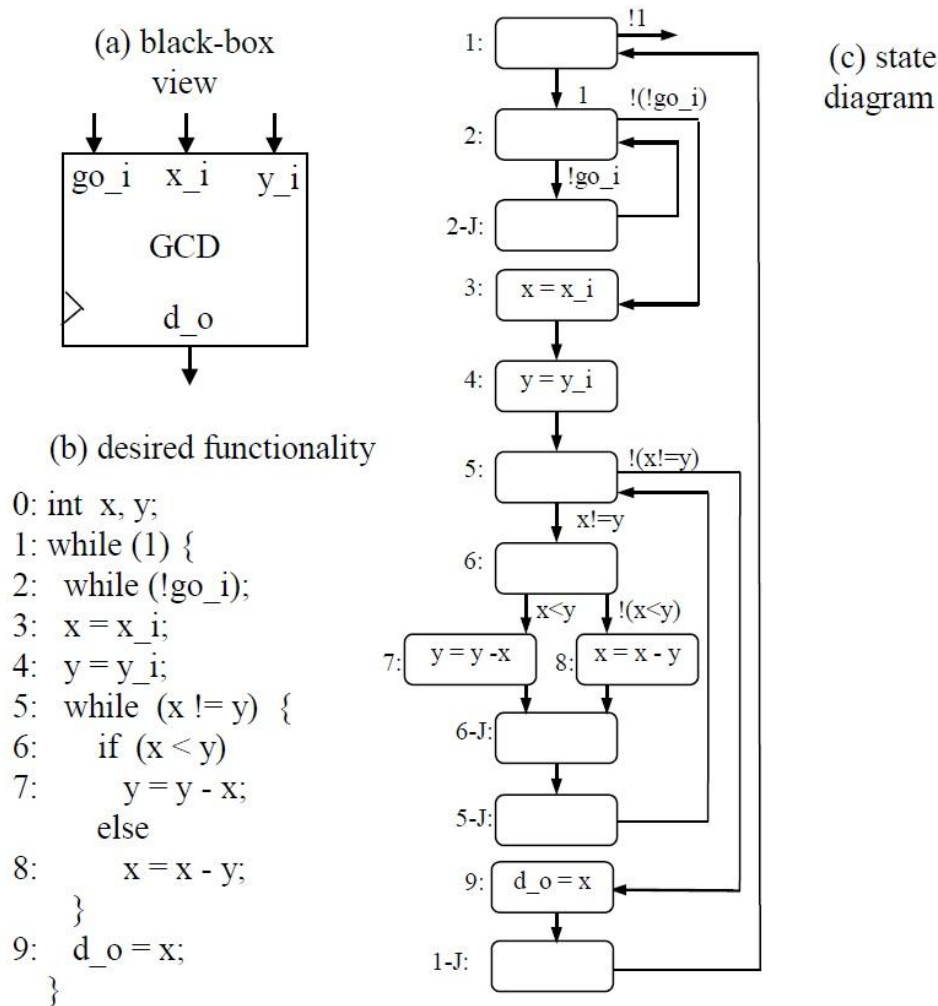 (a) black-box
view
go_i x_i y_i
GCD
d_o
(b) desired functionality
0: int x, y;
1: while (1) {
2: while (!go_i);
3: x = x_i;
4: y = y_i;
5: while (x != y) {
6: if (x < y)
7: y = y - x;
else
8: x = x - y;
}
9: d_o = x;
}
(c) state
diagram
!1
1:
1
!(!go_i)
2:
!go_i
2-J:
3: x = x_i
4: y = y_i
5:
!(x!=y)
x!=y
6:
x<y !(x<y)
7: y = y -x 8: x = x - y
6-J:
5-J:
9: d_o = x
1-J: